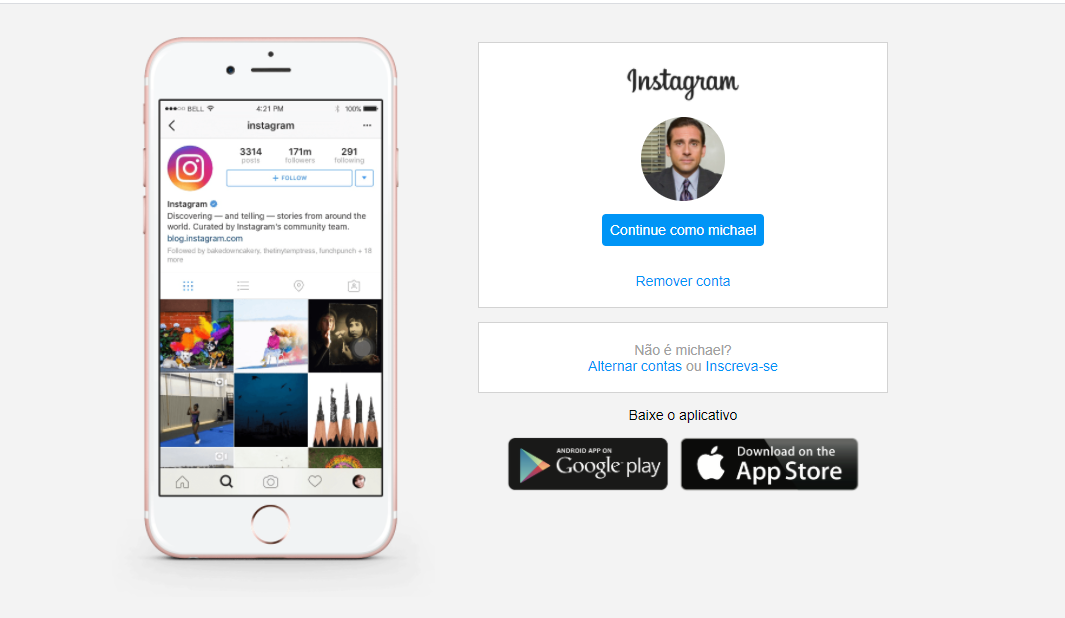 BELL
4:21 PM
100%
instagram
3314
171m
291
posts
followers
following
+ FOLLOW
Instagram
Discovering — and telling — stories from around the
world. Curated by Instagram's community team.
blog.instagram.com
Followed by bakedowncakery, thetinytemptress, funchpunch + 18
more
Instagram
Continue como michael
Remover conta
Não é michael?
Alternar contas ou Inscreva-se
Baixe o aplicativo
ANDROID APP ON
Google play
Download on the
App Store